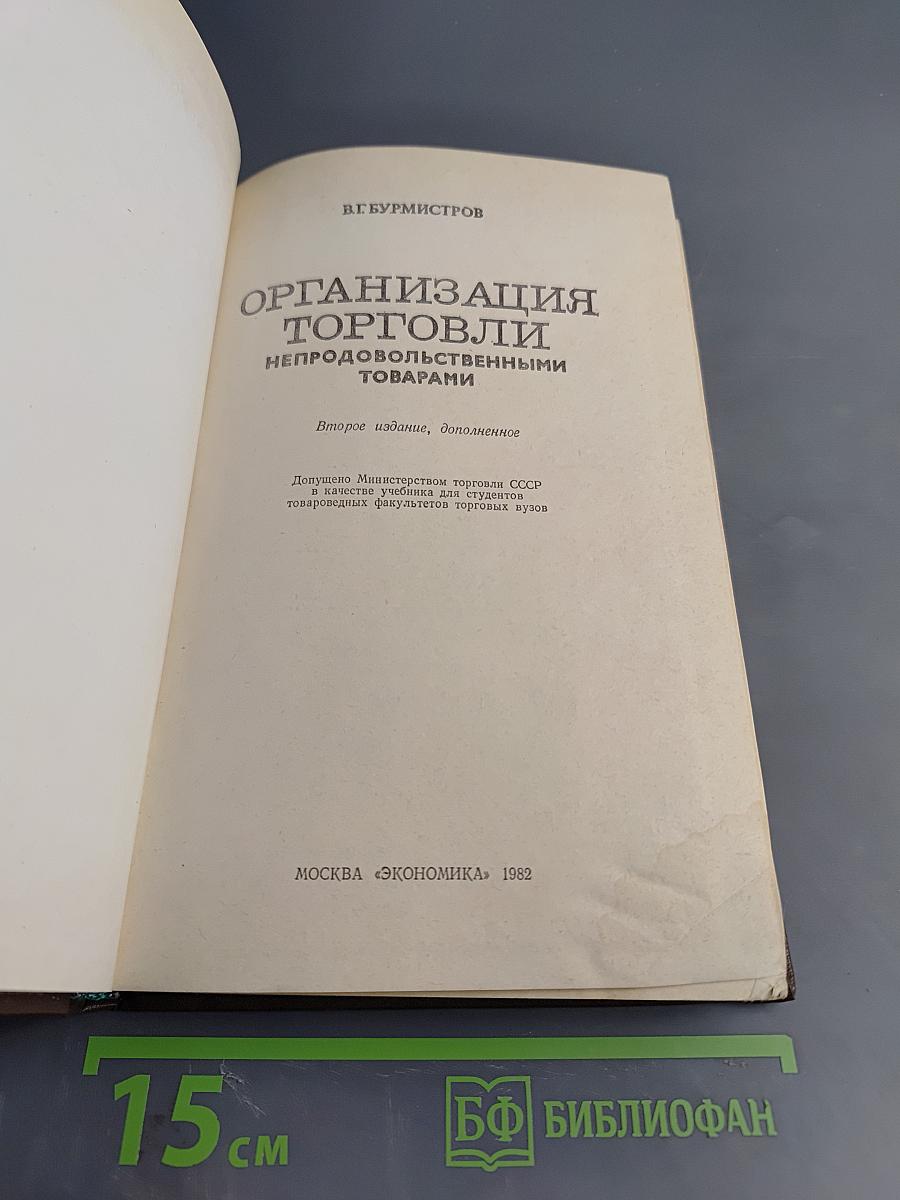 В.Г. БУРМИСТРОВ
ОРГАНИЗАЦИЯ
ТОРГОВЛИ
НЕПРОДОВОЛЬСТВЕННЫМИ
ТОВАРАМИ
Второе издание, дополненное
Допущено Министерством торговли СССР
в качестве учебника для студентов
товароведных факультетов торговых вузов
МОСКВА «ЭКОНОМИКА» 1982
15 см
БФ БИБЛИОФАН